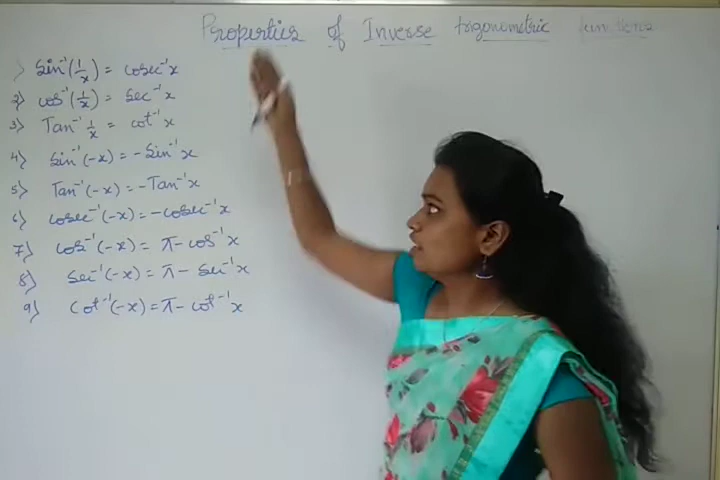 Properties of Inverse trigonometric functions
1) Sin⁻¹(1/x) = cosec⁻¹x
2) cos⁻¹(1/x) = Sec⁻¹x
3) Tan⁻¹ 1/x = cot⁻¹x
4) Sin⁻¹(-x) = -Sin⁻¹x
5) Tan⁻¹(-x) = -Tan⁻¹x
6) cosec⁻¹(-x) = -cosec⁻¹x
7) cos⁻¹(-x) = π-cos⁻¹x
8) Sec⁻¹(-x) = π - Sec⁻¹x
9) Cot⁻¹(-x) = π - cot⁻¹x